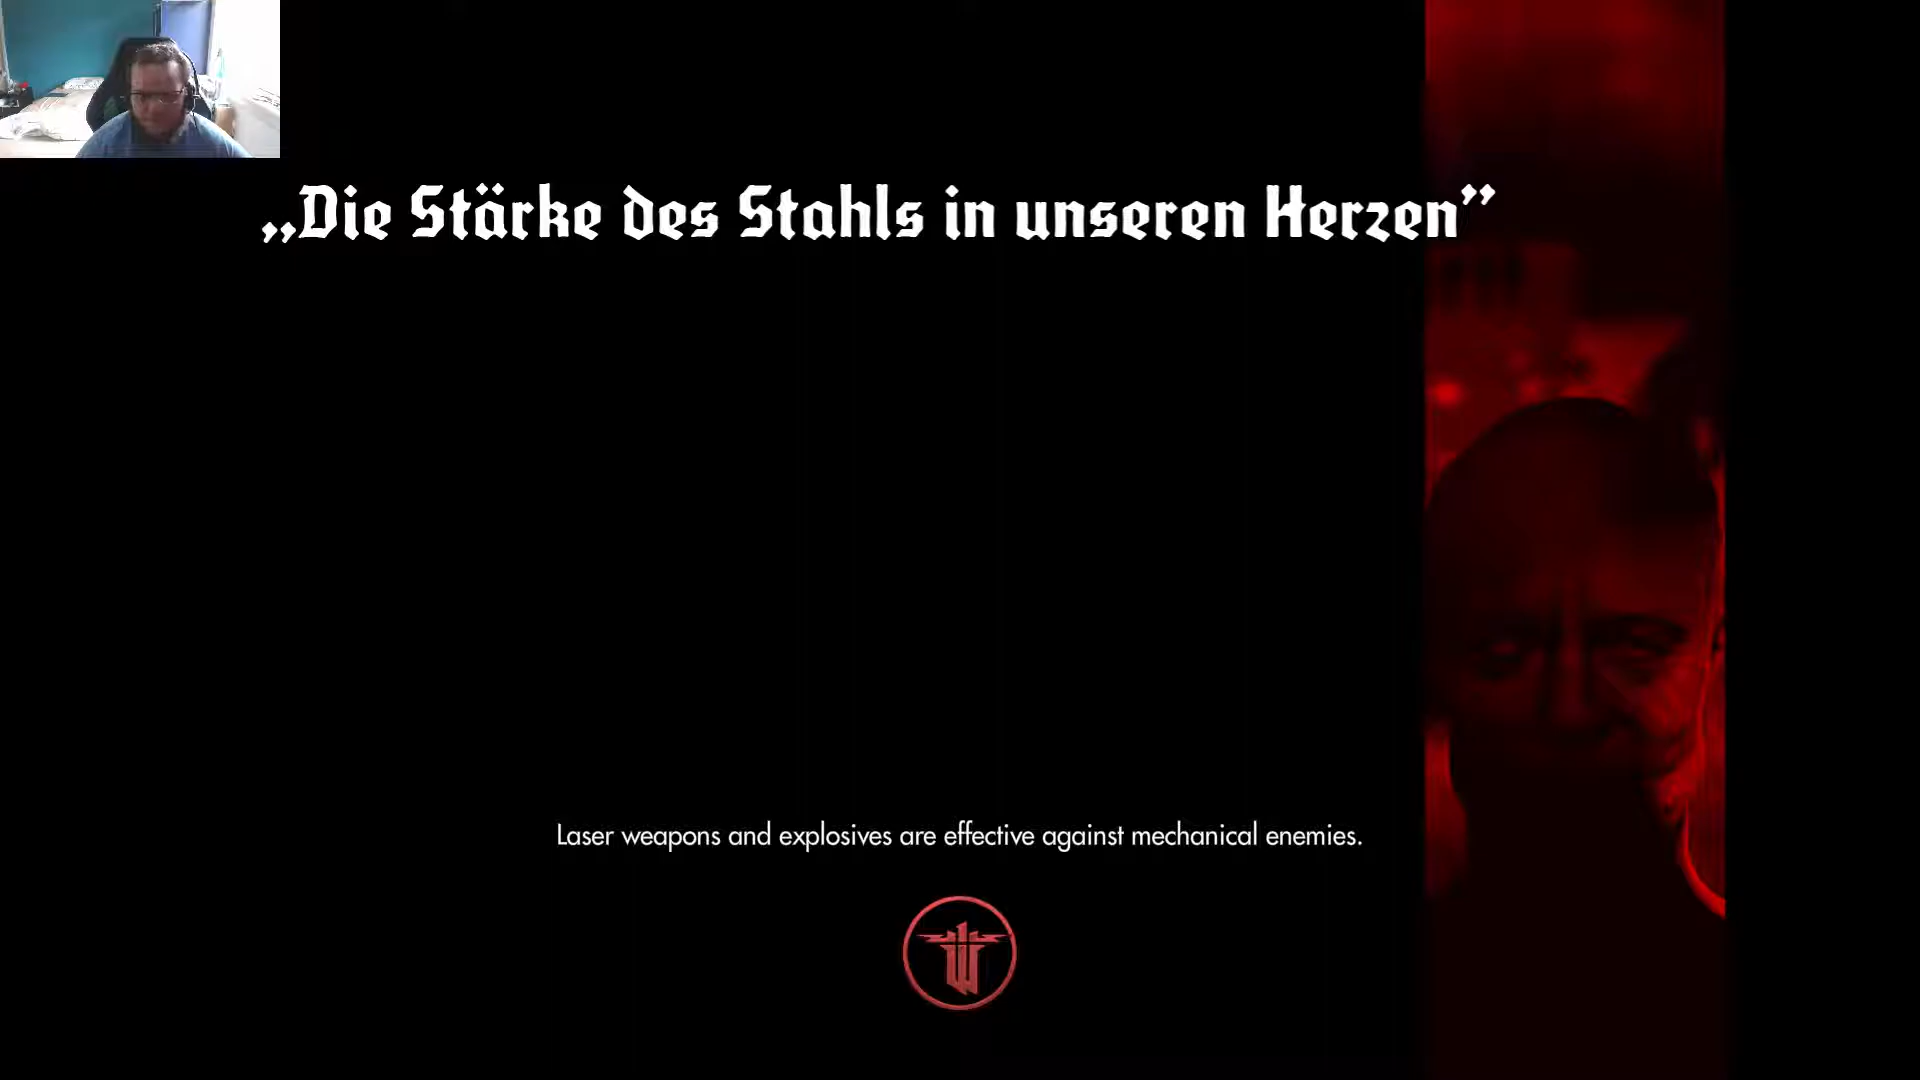 „Die Stärke des Stahls in unseren Herzen”
Laser weapons and explosives are effective against mechanical enemies.